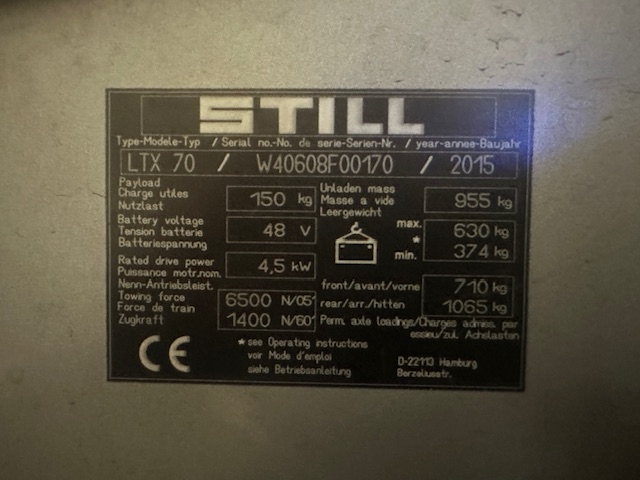 STILL
Type-Modele-Typ / Serial no.-No. de serie-Serien-Nr. / year-annee-Baujahr
LTX 70 / W40608F00170 / 2015
Payload
Charge utiles
Nutzlast
150 kg
Unladen mass
Masse a vide
Leergewicht
955 kg
Battery voltage
Tension batterie
Batteriespannung
48 V
max. 630 kg
*
min. 374 kg
Rated drive power
Puissance motr.nom.
Nenn-Antriebsleist.
4,5 kW
front/avant/vorne 710 kg
rear/arr./hitten 1065 kg
Towing force
Force de train
Zugkraft
6500 N/05'
1400 N/60'
Perm. axle loadings/Charges admiss. par
essieu/zul. Achslasten
CE
* see Operating instructions
voir Mode d'emploi
siehe Betriebsanleitung
D-22113 Hamburg
Berzeliusstr.